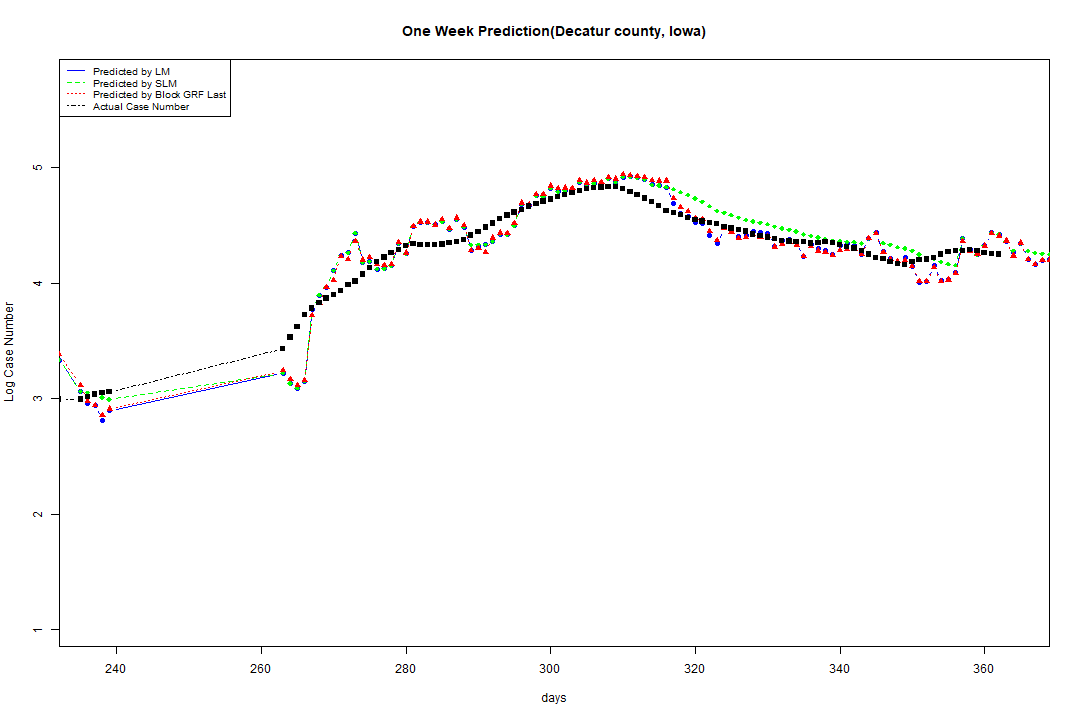 One Week Prediction(Decatur county, Iowa)
Predicted by LM
Predicted by SLM
Predicted by Block GRF Last
Actual Case Number
5
4
3
2
1
Log Case Number
240 260 280 300 320 340 360
days